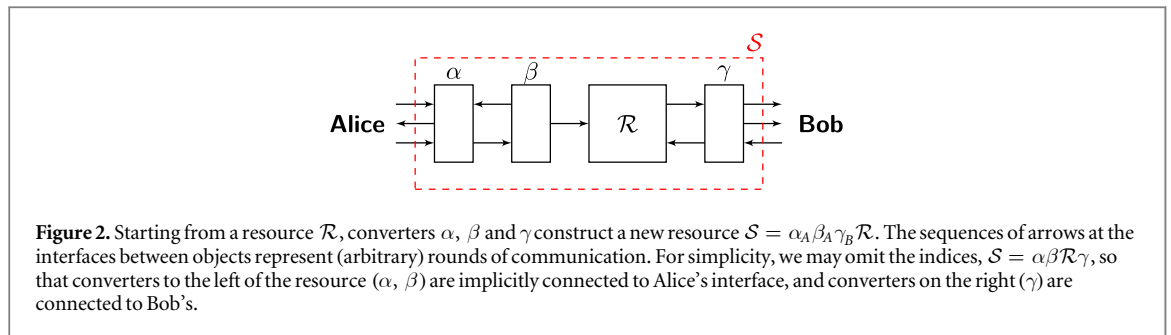 𝒮
α β γ
Alice ℛ Bob
Figure 2. Starting from a resource ℛ, converters α, β and γ construct a new resource 𝒮 = α_Aβ_Aγ_Bℛ. The sequences of arrows at the
interfaces between objects represent (arbitrary) rounds of communication. For simplicity, we may omit the indices, 𝒮 = αβℛγ, so
that converters to the left of the resource (α, β) are implicitly connected to Alice's interface, and converters on the right (γ) are
connected to Bob's.